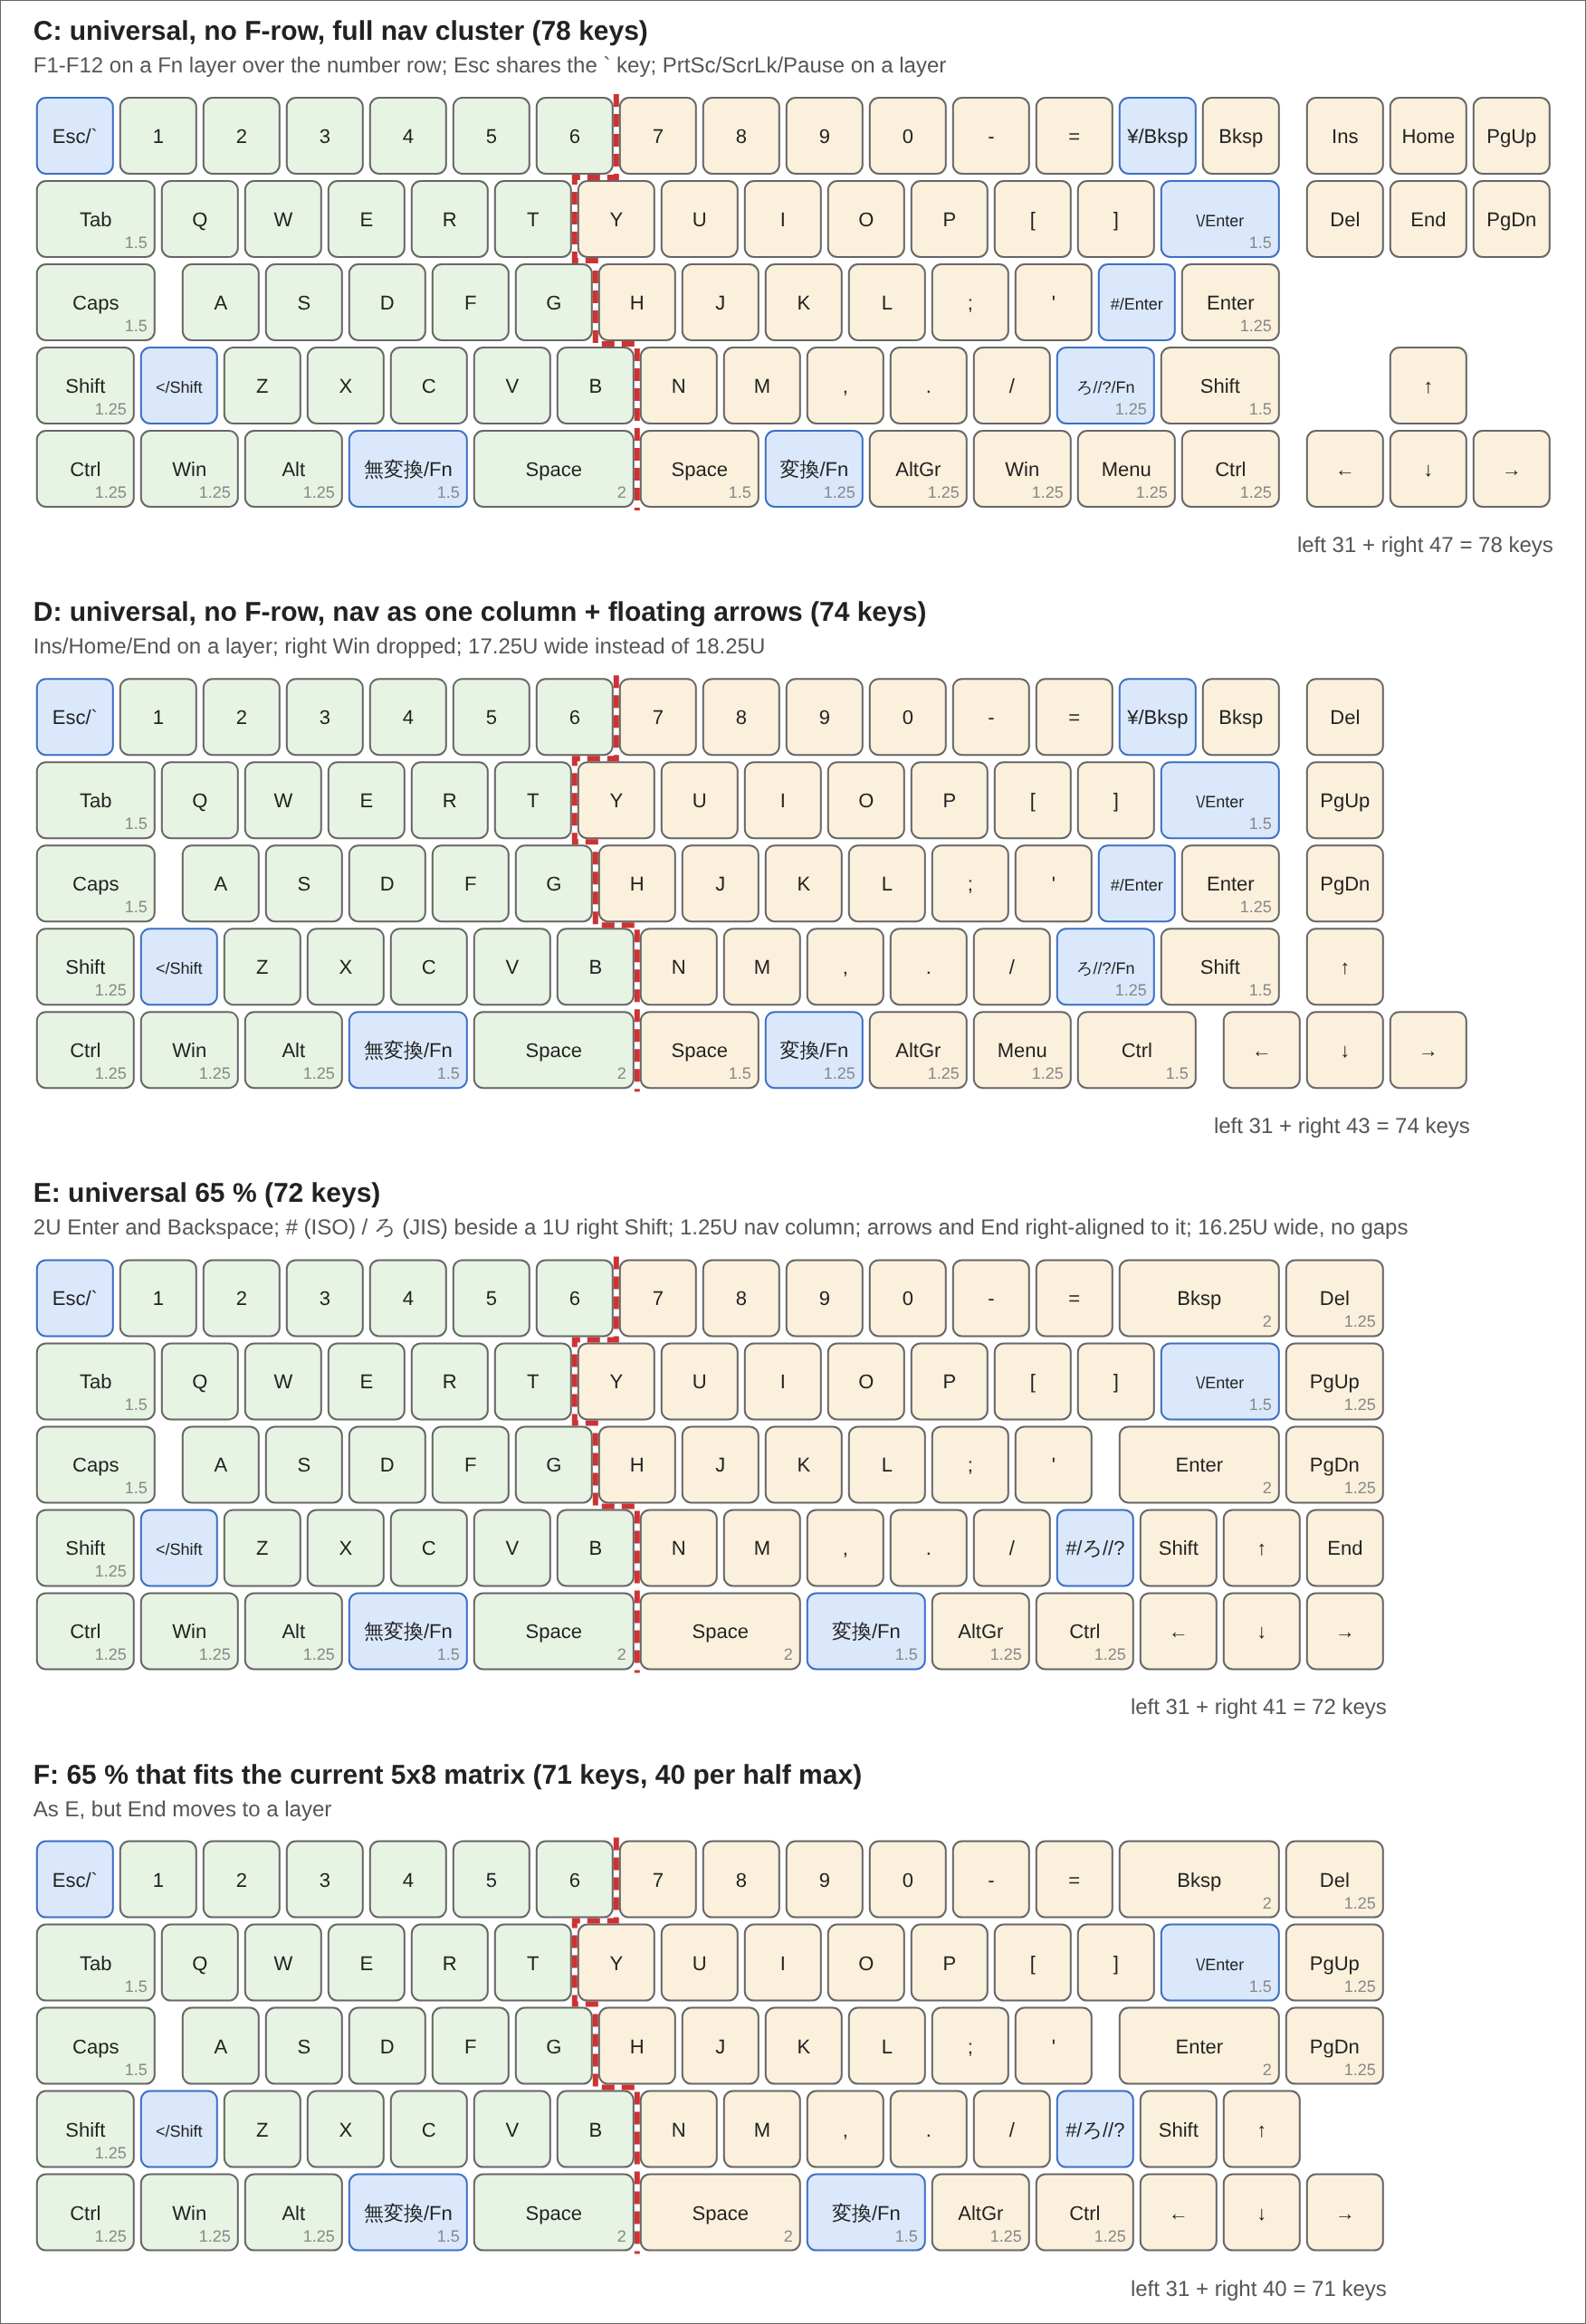 C: universal, no F-row, full nav cluster (78 keys)
F1-F12 on a Fn layer over the number row; Esc shares the ` key; PrtSc/ScrLk/Pause on a layer
Esc/` 1 2 3 4 5 6 7 8 9 0 - = ¥/Bksp Bksp Ins Home PgUp
Tab 1.5 Q W E R T Y U I O P [ ] \/Enter 1.5 Del End PgDn
Caps 1.5 A S D F G H J K L ; ' #/Enter Enter 1.25
Shift 1.25 </Shift Z X C V B N M , . / ろ//?/Fn 1.25 Shift 1.5 ↑
Ctrl 1.25 Win 1.25 Alt 1.25 無変換/Fn 1.5 Space 2 Space 1.5 変換/Fn 1.25 AltGr 1.25 Win 1.25 Menu 1.25 Ctrl 1.25 ← ↓ →
left 31 + right 47 = 78 keys
D: universal, no F-row, nav as one column + floating arrows (74 keys)
Ins/Home/End on a layer; right Win dropped; 17.25U wide instead of 18.25U
Esc/` 1 2 3 4 5 6 7 8 9 0 - = ¥/Bksp Bksp Del
Tab 1.5 Q W E R T Y U I O P [ ] \/Enter 1.5 PgUp
Caps 1.5 A S D F G H J K L ; ' #/Enter Enter 1.25 PgDn
Shift 1.25 </Shift Z X C V B N M , . / ろ//?/Fn 1.25 Shift 1.5 ↑
Ctrl 1.25 Win 1.25 Alt 1.25 無変換/Fn 1.5 Space 2 Space 1.5 変換/Fn 1.25 AltGr 1.25 Menu 1.25 Ctrl 1.5 ← ↓ →
left 31 + right 43 = 74 keys
E: universal 65 % (72 keys)
2U Enter and Backspace; # (ISO) / ろ (JIS) beside a 1U right Shift; 1.25U nav column; arrows and End right-aligned to it; 16.25U wide, no gaps
Esc/` 1 2 3 4 5 6 7 8 9 0 - = Bksp 2 Del 1.25
Tab 1.5 Q W E R T Y U I O P [ ] \/Enter 1.5 PgUp 1.25
Caps 1.5 A S D F G H J K L ; ' Enter 2 PgDn 1.25
Shift 1.25 </Shift Z X C V B N M , . / #/ろ//? Shift ↑ End
Ctrl 1.25 Win 1.25 Alt 1.25 無変換/Fn 1.5 Space 2 Space 2 変換/Fn 1.5 AltGr 1.25 Ctrl 1.25 ← ↓ →
left 31 + right 41 = 72 keys
F: 65 % that fits the current 5x8 matrix (71 keys, 40 per half max)
As E, but End moves to a layer
Esc/` 1 2 3 4 5 6 7 8 9 0 - = Bksp 2 Del 1.25
Tab 1.5 Q W E R T Y U I O P [ ] \/Enter 1.5 PgUp 1.25
Caps 1.5 A S D F G H J K L ; ' Enter 2 PgDn 1.25
Shift 1.25 </Shift Z X C V B N M , . / #/ろ//? Shift ↑
Ctrl 1.25 Win 1.25 Alt 1.25 無変換/Fn 1.5 Space 2 Space 2 変換/Fn 1.5 AltGr 1.25 Ctrl 1.25 ← ↓ →
left 31 + right 40 = 71 keys